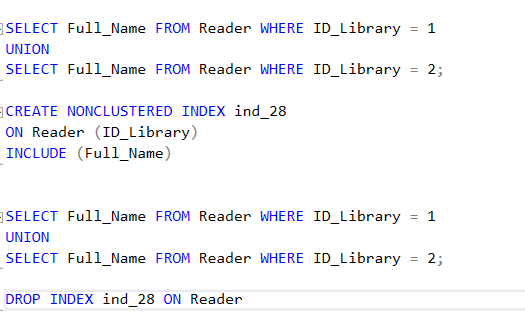 SELECT Full_Name FROM Reader WHERE ID_Library = 1
UNION
SELECT Full_Name FROM Reader WHERE ID_Library = 2;
CREATE NONCLUSTERED INDEX ind_28
ON Reader (ID_Library)
INCLUDE (Full_Name)
SELECT Full_Name FROM Reader WHERE ID_Library = 1
UNION
SELECT Full_Name FROM Reader WHERE ID_Library = 2;
DROP INDEX ind_28 ON Reader